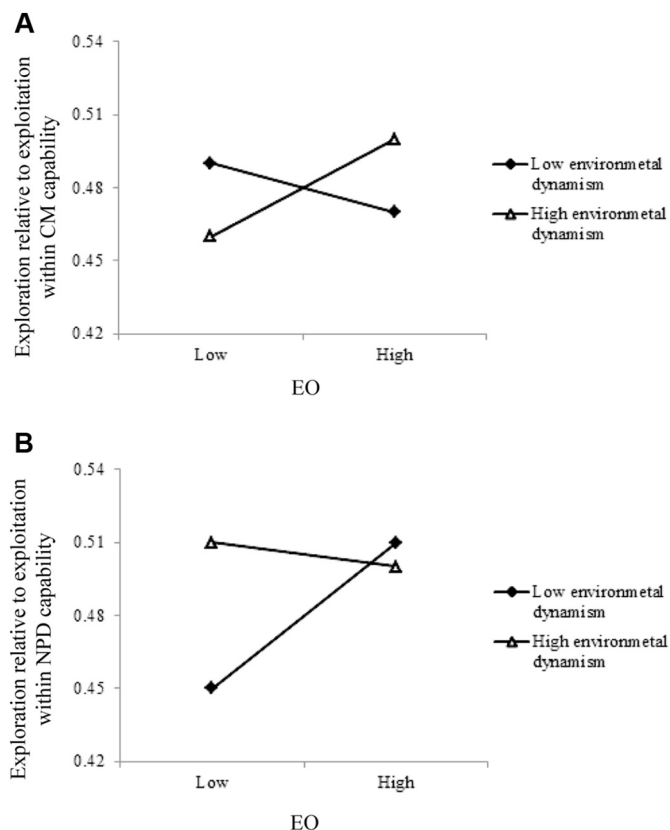 A
Exploration relative to exploitation
within CM capability
0.54
0.51
0.48
0.45
0.42
Low
High
EO
Low environmetal
dynamism
High environmetal
dynamism
B
Exploration relative to exploitation
within NPD capability
0.54
0.51
0.48
0.45
0.42
Low
High
EO
Low environmetal
dynamism
High environmetal
dynamism